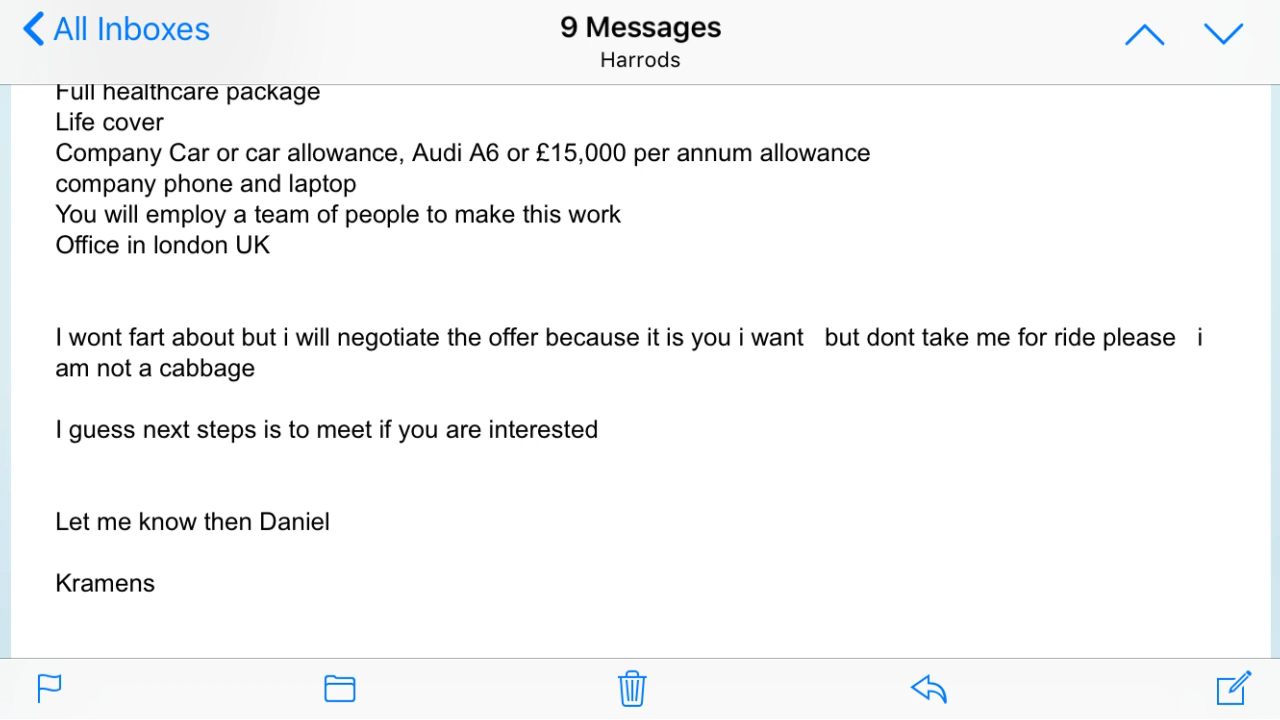 All Inboxes
9 Messages
Harrods
Full healthcare package
Life cover
Company Car or car allowance, Audi A6 or £15,000 per annum allowance
company phone and laptop
You will employ a team of people to make this work
Office in london UK
I wont fart about but i will negotiate the offer because it is you i want   but dont take me for ride please   i
am not a cabbage
I guess next steps is to meet if you are interested
Let me know then Daniel
Kramens